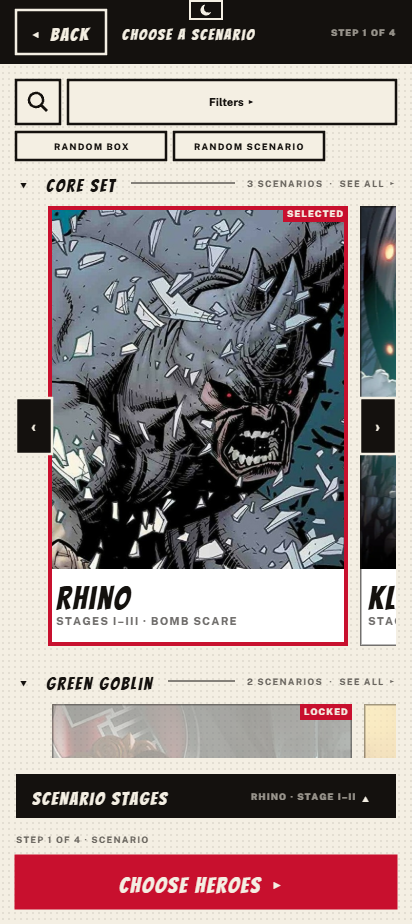 ◂ BACK
CHOOSE A SCENARIO
STEP 1 OF 4
Filters ▸
RANDOM BOX
RANDOM SCENARIO
▾ CORE SET
3 SCENARIOS · SEE ALL ▸
SELECTED
‹
›
RHINO
STAGES I–III · BOMB SCARE
KL
STA
▾ GREEN GOBLIN
2 SCENARIOS · SEE ALL ▸
LOCKED
SCENARIO STAGES
RHINO · STAGE I–II ▴
STEP 1 OF 4 · SCENARIO
CHOOSE HEROES ▸